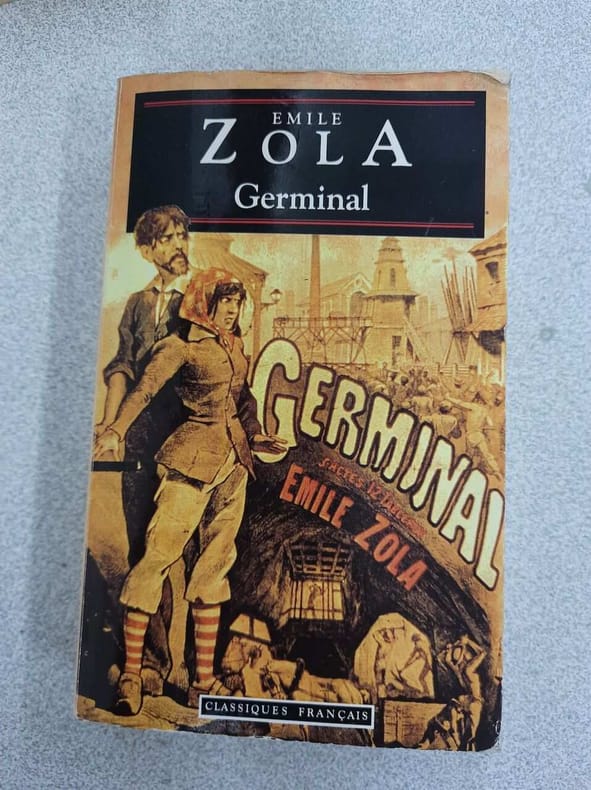 EMILE
ZOLA
Germinal
GERMINAL
EMILE ZOLA
CLASSIQUES FRANÇAIS